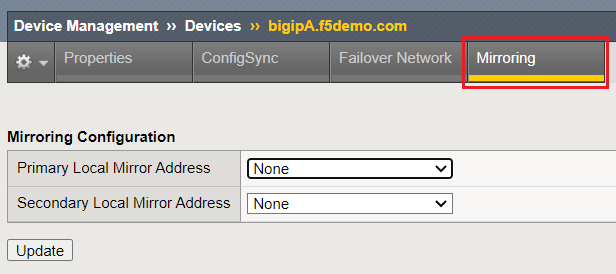 Device Management ›› Devices ›› bigipA.f5demo.com
Properties ConfigSync Failover Network Mirroring
Mirroring Configuration
Primary Local Mirror Address None
Secondary Local Mirror Address None
Update